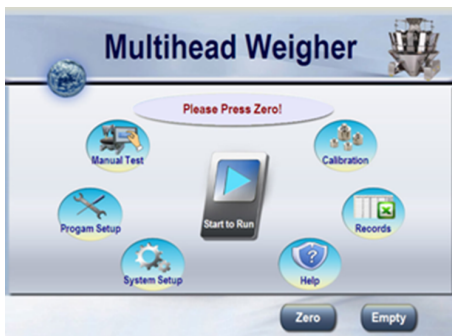 Multihead Weigher
Please Press Zero!
Manual Test
Calibration
Start to Run
Progam Setup
Records
System Setup
Help
Zero
Empty